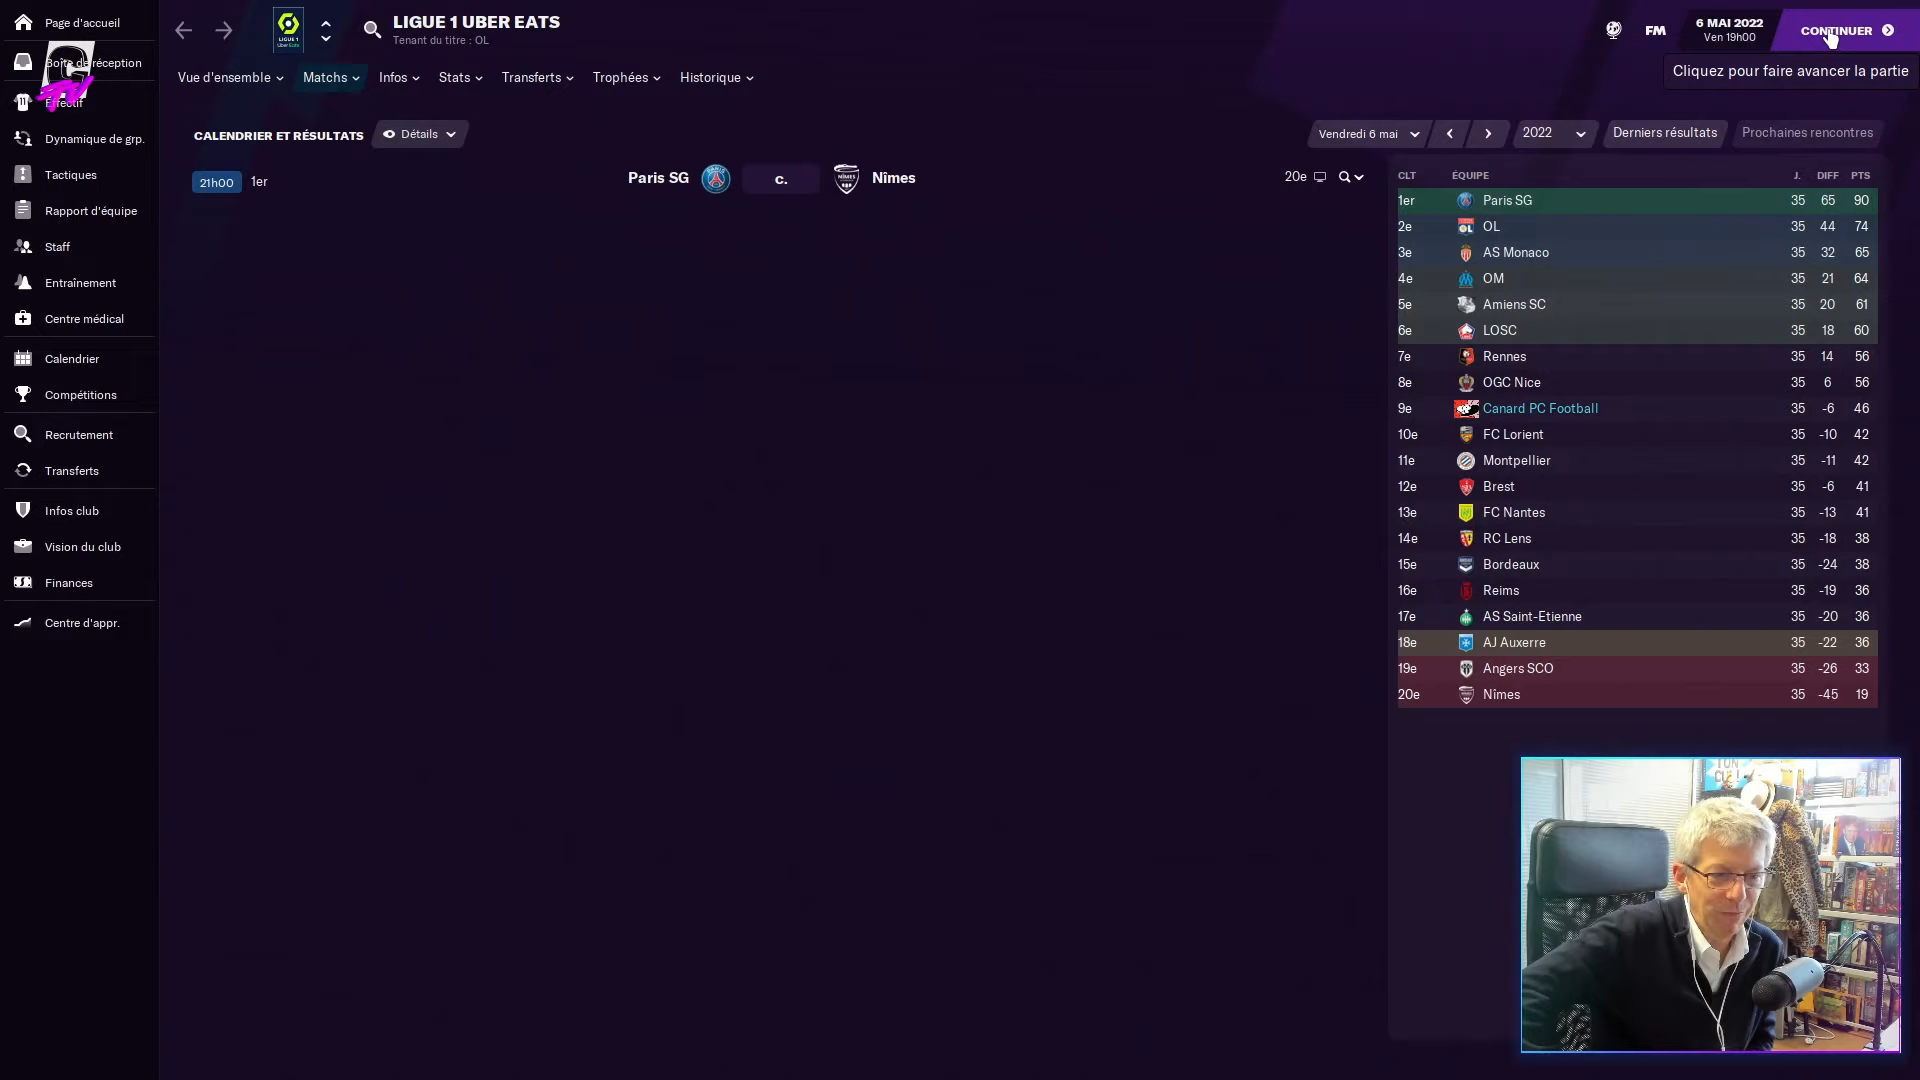 Page d'accueil
Boîte de réception
Effectif
Dynamique de grp.
Tactiques
Rapport d'équipe
Staff
Entraînement
Centre médical
Calendrier
Compétitions
Recrutement
Transferts
Infos club
Vision du club
Finances
Centre d'appr.
LIGUE 1 UBER EATS
Tenant du titre : OL
FM
6 MAI 2022
Ven 19h00
CONTINUER
Cliquez pour faire avancer la partie
Vue d'ensemble Matchs Infos Stats Transferts Trophées Historique
CALENDRIER ET RÉSULTATS Détails
Vendredi 6 mai 2022 Derniers résultats Prochaines rencontres
21h00 1er Paris SG c. Nîmes 20e
CLT ÉQUIPE J. DIFF PTS
1er Paris SG 35 65 90
2e OL 35 44 74
3e AS Monaco 35 32 65
4e OM 35 21 64
5e Amiens SC 35 20 61
6e LOSC 35 18 60
7e Rennes 35 14 56
8e OGC Nice 35 6 56
9e Canard PC Football 35 -6 46
10e FC Lorient 35 -10 42
11e Montpellier 35 -11 42
12e Brest 35 -6 41
13e FC Nantes 35 -13 41
14e RC Lens 35 -18 38
15e Bordeaux 35 -24 38
16e Reims 35 -19 36
17e AS Saint-Etienne 35 -20 36
18e AJ Auxerre 35 -22 36
19e Angers SCO 35 -26 33
20e Nîmes 35 -45 19